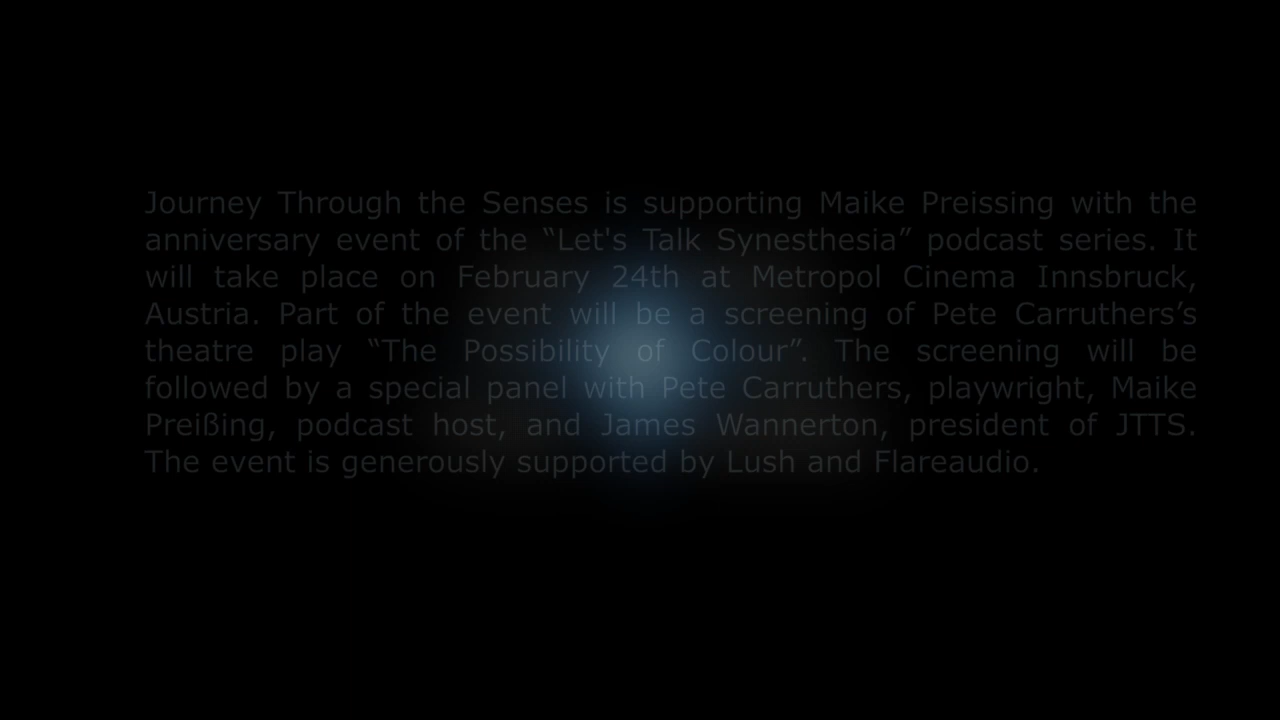 Journey Through the Senses is supporting Maike Preissing with the
anniversary event of the “Let's Talk Synesthesia” podcast series. It
will take place on February 24th at Metropol Cinema Innsbruck,
Austria. Part of the event will be a screening of Pete Carruthers’s
theatre play “The Possibility of Colour”. The screening will be
followed by a special panel with Pete Carruthers, playwright, Maike
Preißing, podcast host, and James Wannerton, president of JTTS.
The event is generously supported by Lush and Flareaudio.